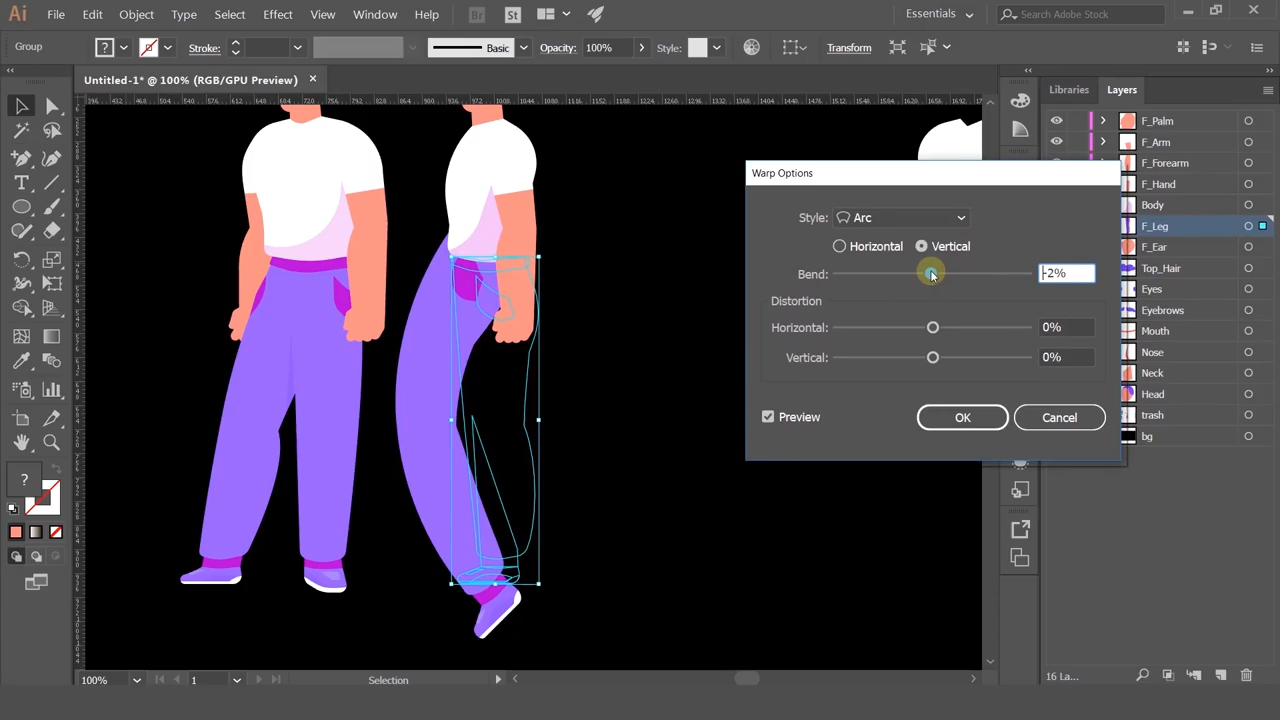 Ai File Edit Object Type Select Effect View Window Help Br St Essentials Search Adobe Stock
Group ? Stroke: Basic Opacity: 100% Style: Transform
Untitled-1* @ 100% (RGB/GPU Preview)
Libraries Layers
F_Palm
F_Arm
F_Forearm
F_Hand
Body
F_Leg
F_Ear
Top_Hair
Eyes
Eyebrows
Mouth
Nose
Neck
Head
trash
bg
Warp Options
Style: Arc
Horizontal Vertical
Bend: -2%
Distortion
Horizontal: 0%
Vertical: 0%
Preview OK Cancel
?
100% 1 Selection 16 La...